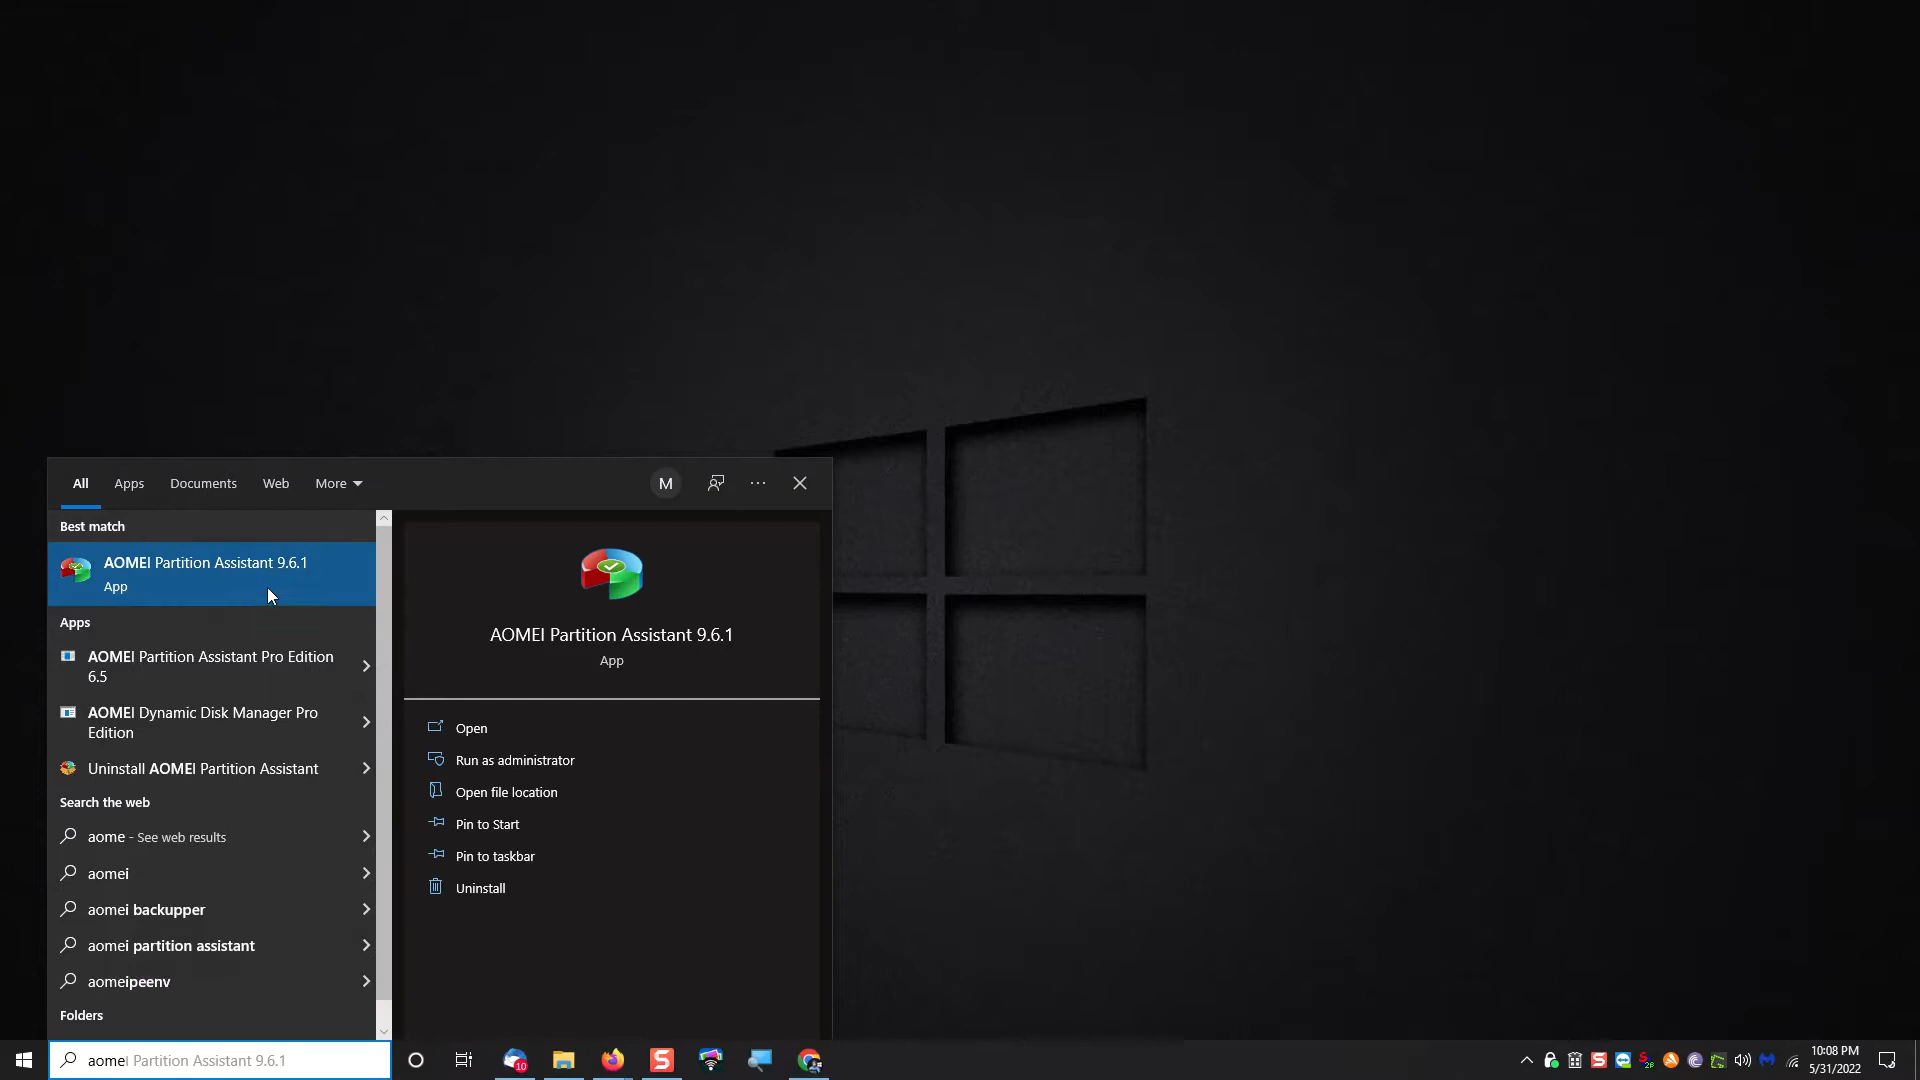 All Apps Documents Web More M
Best match
AOMEI Partition Assistant 9.6.1
App
Apps
AOMEI Partition Assistant Pro Edition
6.5
AOMEI Dynamic Disk Manager Pro
Edition
Uninstall AOMEI Partition Assistant
Search the web
aome - See web results
aomei
aomei backupper
aomei partition assistant
aomeipeenv
Folders
AOMEI Partition Assistant 9.6.1
App
Open
Run as administrator
Open file location
Pin to Start
Pin to taskbar
Uninstall
aomei Partition Assistant 9.6.1
10
S
10:08 PM
5/31/2022